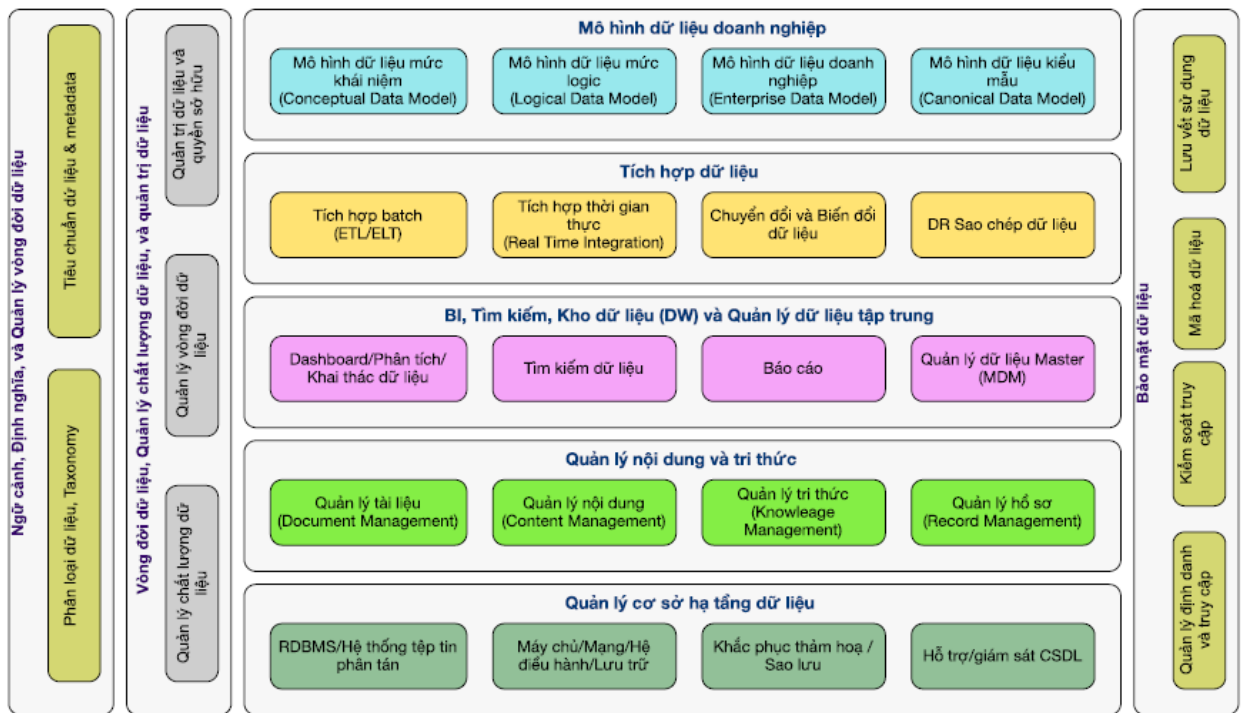 Ngữ cảnh, Định nghĩa, và Quản lý vòng đời dữ liệu
Tiêu chuẩn dữ liệu & metadata
Phân loại dữ liệu, Taxonomy
Vòng đời dữ liệu, Quản lý chất lượng dữ liệu, và quản trị dữ liệu
Quản trị dữ liệu và
quyền sở hữu
Quản lý vòng đời dữ
liệu
Quản lý chất lượng dữ
liệu
Mô hình dữ liệu doanh nghiệp
Mô hình dữ liệu mức
khái niệm
(Conceptual Data Model)
Mô hình dữ liệu mức
logic
(Logical Data Model)
Mô hình dữ liệu doanh
nghiệp
(Enterprise Data Model)
Mô hình dữ liệu kiểu
mẫu
(Canonical Data Model)
Tích hợp dữ liệu
Tích hợp batch
(ETL/ELT)
Tích hợp thời gian
thực
(Real Time Integration)
Chuyển đổi và Biến đổi
dữ liệu
DR Sao chép dữ liệu
BI, Tìm kiếm, Kho dữ liệu (DW) và Quản lý dữ liệu tập trung
Dashboard/Phân tích/
Khai thác dữ liệu
Tìm kiếm dữ liệu
Báo cáo
Quản lý dữ liệu Master
(MDM)
Quản lý nội dung và tri thức
Quản lý tài liệu
(Document Management)
Quản lý nội dung
(Content Management)
Quản lý tri thức
(Knowleage
Management)
Quản lý hồ sơ
(Record Management)
Quản lý cơ sở hạ tầng dữ liệu
RDBMS/Hệ thống tệp tin
phân tán
Máy chủ/Mạng/Hệ
điều hành/Lưu trữ
Khắc phục thảm hoạ /
Sao lưu
Hỗ trợ/giám sát CSDL
Bảo mật dữ liệu
Lưu vết sử dụng
dữ liệu
Mã hoá dữ liệu
Kiểm soát truy
cập
Quản lý định danh
và truy cập